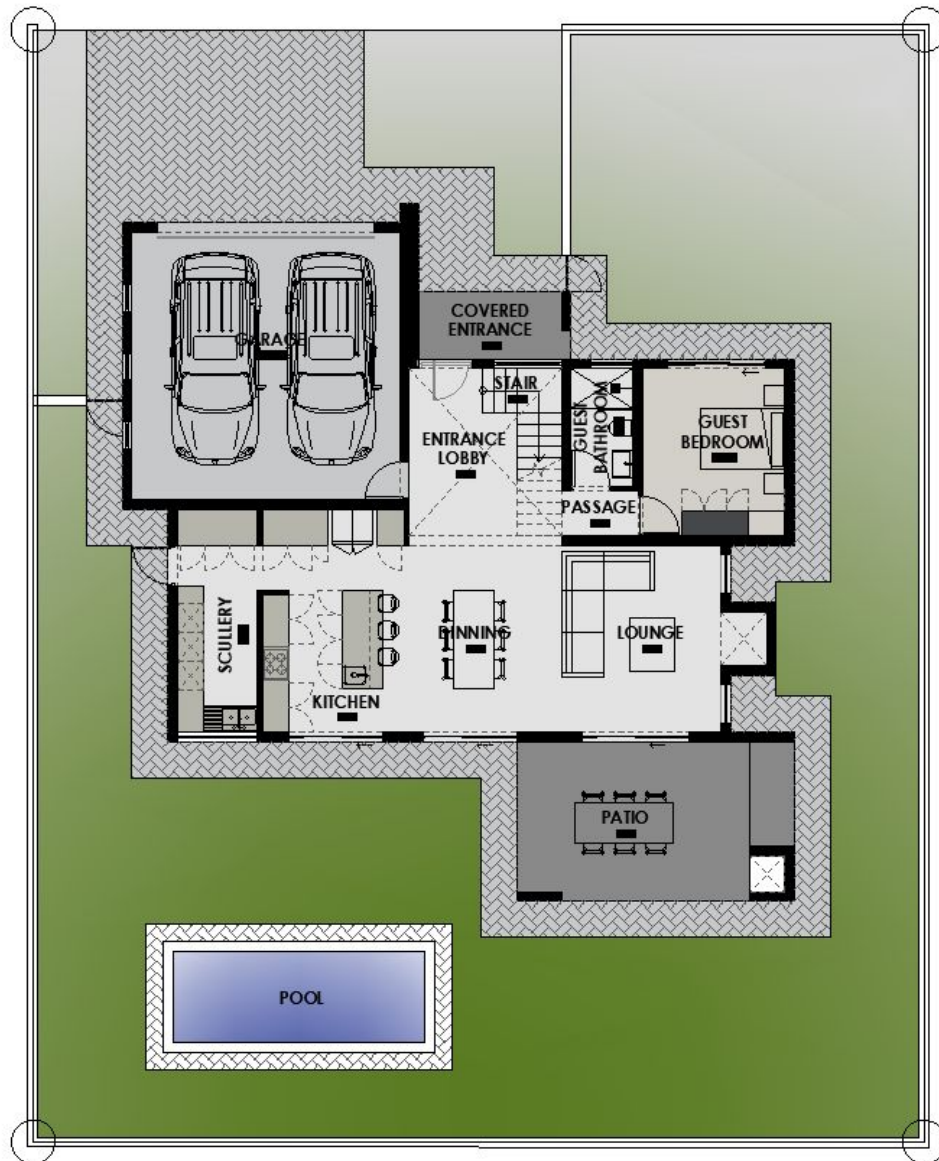 COVERED
ENTRANCE
GARAGE
STAIR
GUEST
BATHROOM
GUEST
BEDROOM
ENTRANCE
LOBBY
PASSAGE
SCULLERY
DINNING
LOUNGE
KITCHEN
PATIO
POOL